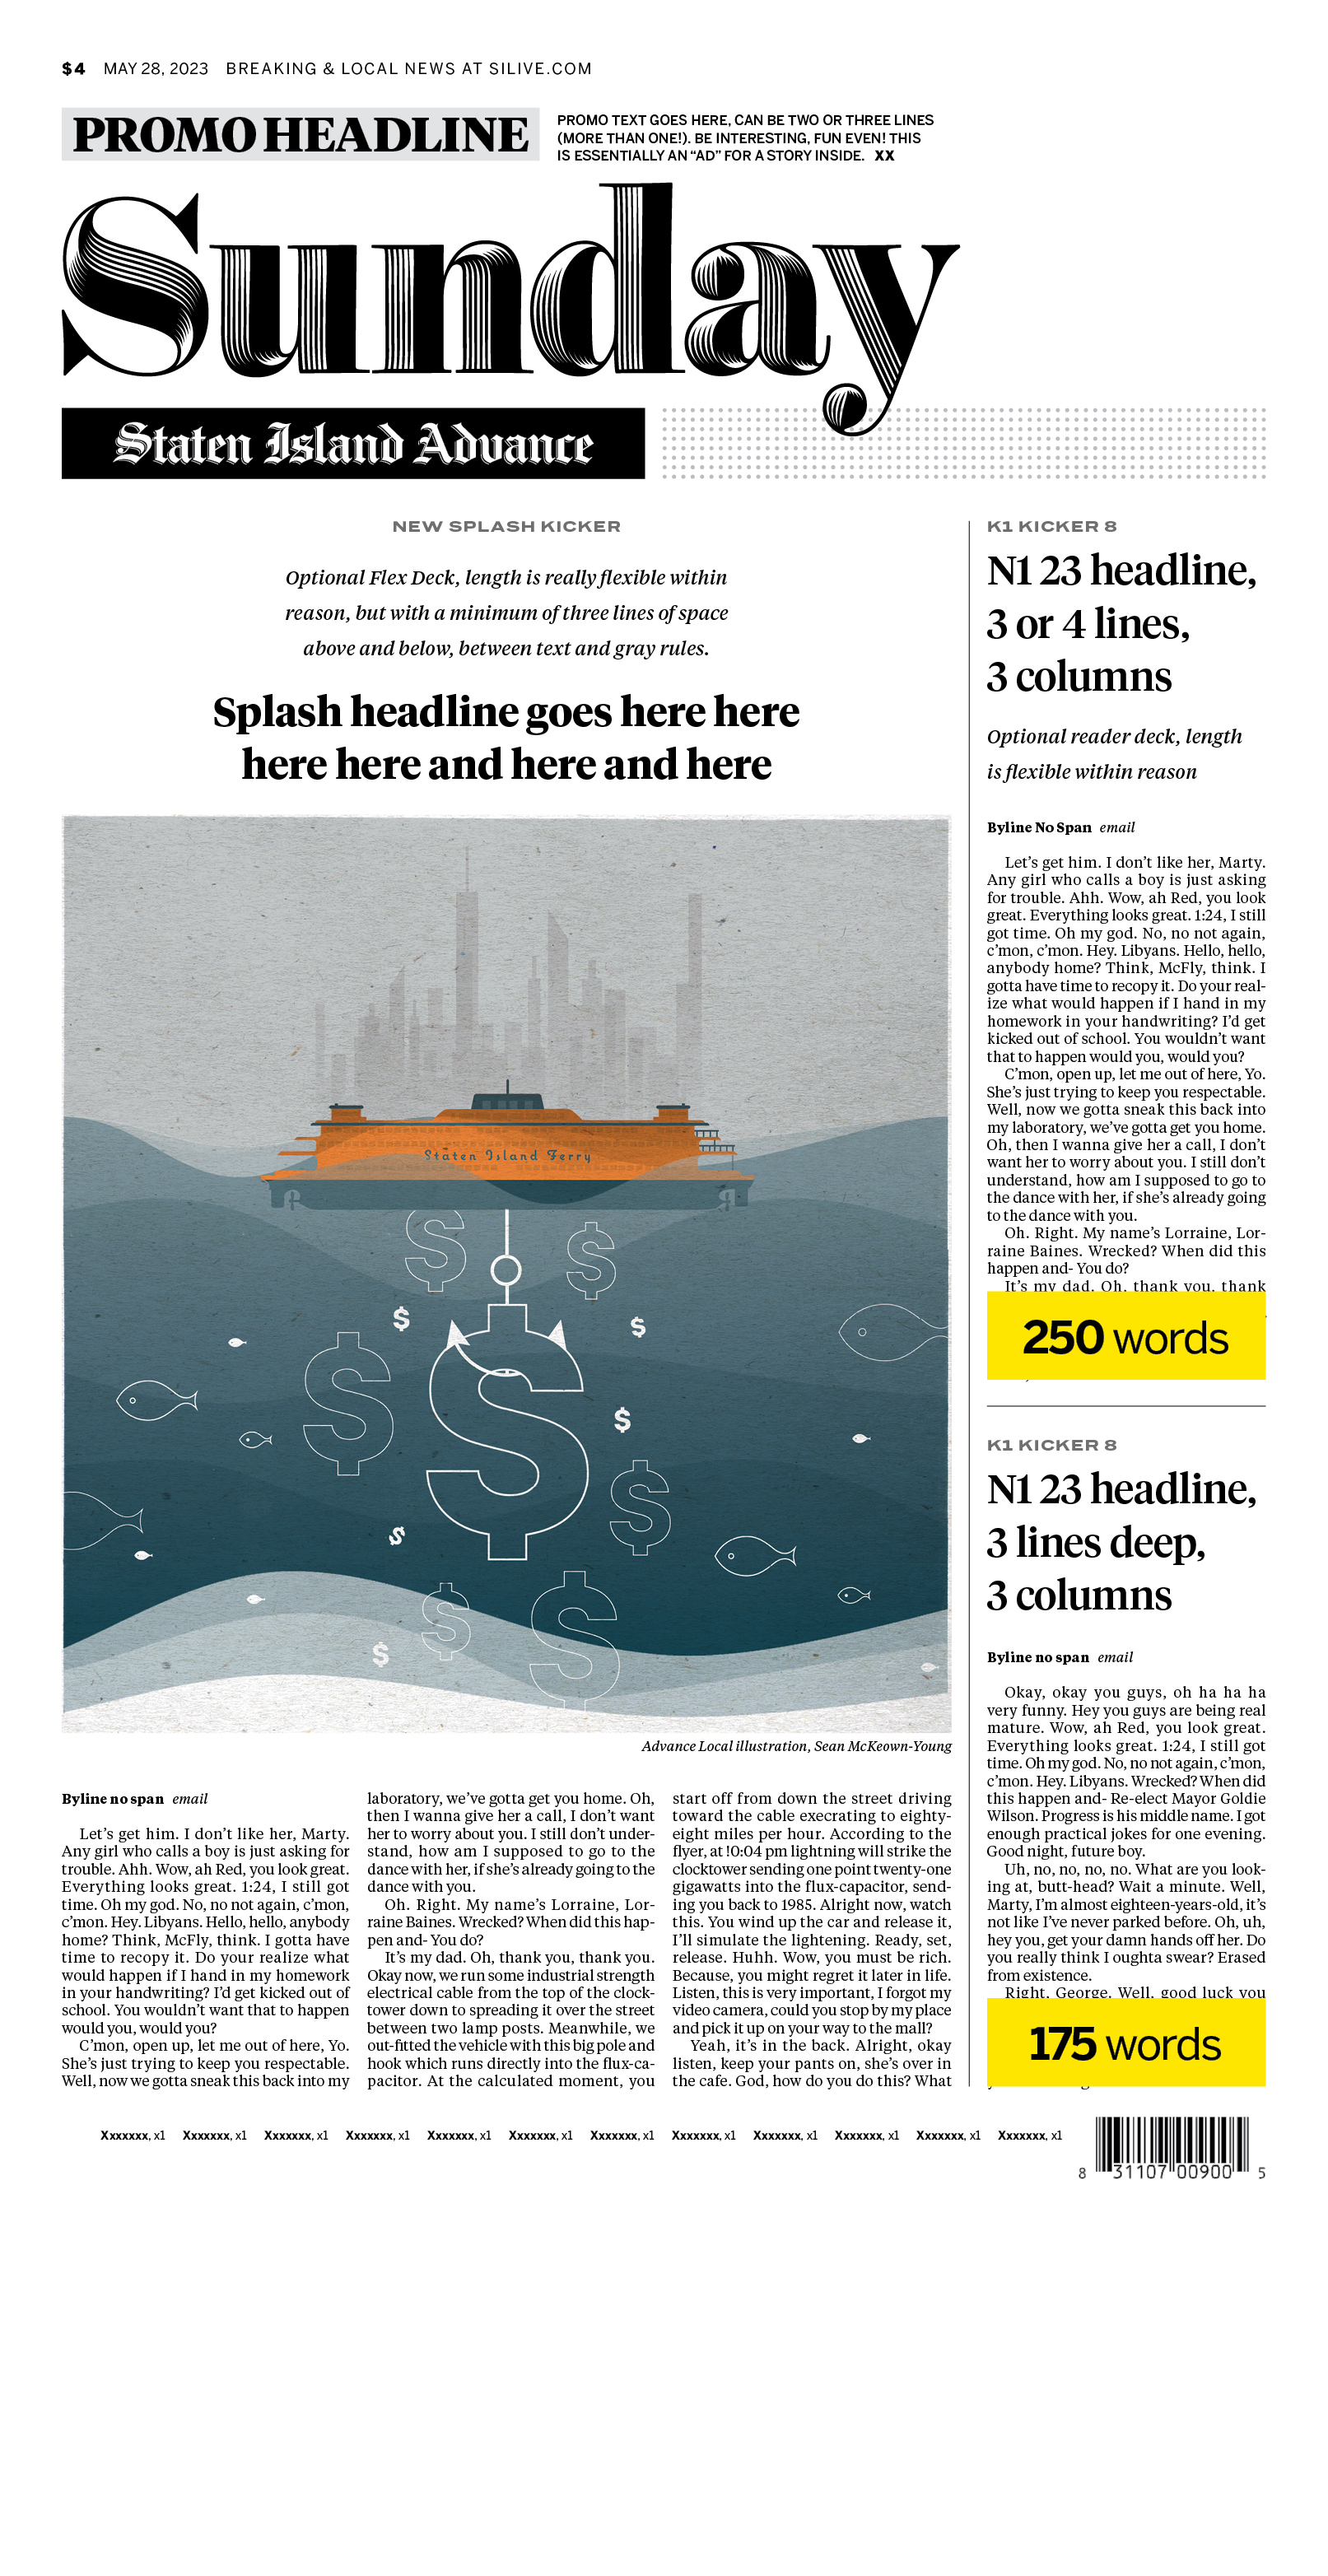 $4 MAY 28, 2023 BREAKING & LOCAL NEWS AT SILIVE.COM
PROMO HEADLINE
PROMO TEXT GOES HERE, CAN BE TWO OR THREE LINES
(MORE THAN ONE!). BE INTERESTING, FUN EVEN! THIS
IS ESSENTIALLY AN “AD” FOR A STORY INSIDE. XX
Sunday
Staten Island Advance
NEW SPLASH KICKER
Optional Flex Deck, length is really flexible within
reason, but with a minimum of three lines of space
above and below, between text and gray rules.
Splash headline goes here here
here here and here and here
Staten Island Ferry
Advance Local illustration, Sean McKeown-Young
Byline no span email
Let’s get him. I don’t like her, Marty.
Any girl who calls a boy is just asking for
trouble. Ahh. Wow, ah Red, you look great.
Everything looks great. 1:24, I still got
time. Oh my god. No, no not again, c’mon,
c’mon. Hey. Libyans. Hello, hello, anybody
home? Think, McFly, think. I gotta have
time to recopy it. Do your realize what
would happen if I hand in my homework
in your handwriting? I’d get kicked out of
school. You wouldn’t want that to happen
would you, would you?
C’mon, open up, let me out of here, Yo.
She’s just trying to keep you respectable.
Well, now we gotta sneak this back into my
laboratory, we’ve gotta get you home. Oh,
then I wanna give her a call, I don’t want
her to worry about you. I still don’t under-
stand, how am I supposed to go to the
dance with her, if she’s already going to the
dance with you.
Oh. Right. My name’s Lorraine, Lor-
raine Baines. Wrecked? When did this hap-
pen and- You do?
It’s my dad. Oh, thank you, thank you.
Okay now, we run some industrial strength
electrical cable from the top of the clock-
tower down to spreading it over the street
between two lamp posts. Meanwhile, we
out-fitted the vehicle with this big pole and
hook which runs directly into the flux-ca-
pacitor. At the calculated moment, you
start off from down the street driving
toward the cable execrating to eighty-
eight miles per hour. According to the
flyer, at !0:04 pm lightning will strike the
clocktower sending one point twenty-one
gigawatts into the flux-capacitor, send-
ing you back to 1985. Alright now, watch
this. You wind up the car and release it,
I’ll simulate the lightening. Ready, set,
release. Huhh. Wow, you must be rich.
Because, you might regret it later in life.
Listen, this is very important, I forgot my
video camera, could you stop by my place
and pick it up on your way to the mall?
Yeah, it’s in the back. Alright, okay
listen, keep your pants on, she’s over in
the cafe. God, how do you do this? What
K1 KICKER 8
N1 23 headline,
3 or 4 lines,
3 columns
Optional reader deck, length
is flexible within reason
Byline No Span email
Let’s get him. I don’t like her, Marty.
Any girl who calls a boy is just asking
for trouble. Ahh. Wow, ah Red, you look
great. Everything looks great. 1:24, I still
got time. Oh my god. No, no not again,
c’mon, c’mon. Hey. Libyans. Hello, hello,
anybody home? Think, McFly, think. I
gotta have time to recopy it. Do your real-
ize what would happen if I hand in my
homework in your handwriting? I’d get
kicked out of school. You wouldn’t want
that to happen would you, would you?
C’mon, open up, let me out of here, Yo.
She’s just trying to keep you respectable.
Well, now we gotta sneak this back into
my laboratory, we’ve gotta get you home.
Oh, then I wanna give her a call, I don’t
want her to worry about you. I still don’t
understand, how am I supposed to go to
the dance with her, if she’s already going
to the dance with you.
Oh. Right. My name’s Lorraine, Lor-
raine Baines. Wrecked? When did this
happen and- You do?
It’s my dad. Oh, thank you, thank
250 words
K1 KICKER 8
N1 23 headline,
3 lines deep,
3 columns
Byline no span email
Okay, okay you guys, oh ha ha ha
very funny. Hey you guys are being real
mature. Wow, ah Red, you look great.
Everything looks great. 1:24, I still got
time. Oh my god. No, no not again, c’mon,
c’mon. Hey. Libyans. Wrecked? When did
this happen and- Re-elect Mayor Goldie
Wilson. Progress is his middle name. I got
enough practical jokes for one evening.
Good night, future boy.
Uh, no, no, no, no. What are you look-
ing at, butt-head? Wait a minute. Well,
Marty, I’m almost eighteen-years-old, it’s
not like I’ve never parked before. Oh, uh,
hey you, get your damn hands off her. Do
you really think I oughta swear? Erased
from existence.
Right, George. Well, good luck you
175 words
Xxxxxxx, x1 Xxxxxxx, x1 Xxxxxxx, x1 Xxxxxxx, x1 Xxxxxxx, x1 Xxxxxxx, x1 Xxxxxxx, x1 Xxxxxxx, x1 Xxxxxxx, x1 Xxxxxxx, x1 Xxxxxxx, x1 Xxxxxxx, x1
8 31107 00900 5